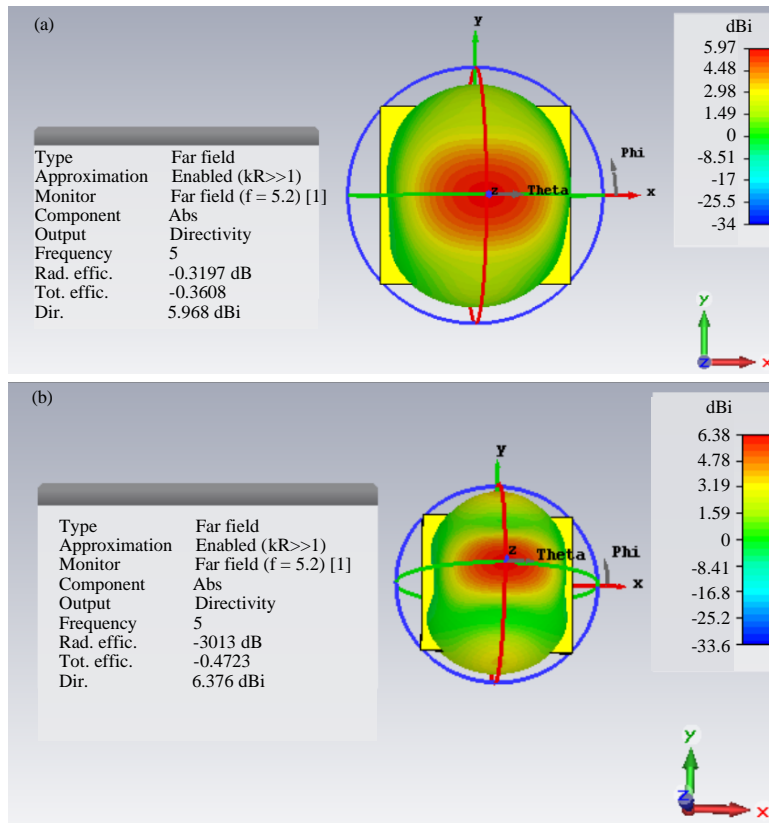 (a)
y
dBi
5.97
4.48
2.98
1.49
0
-8.51
-17
-25.5
-34
Phi
z
Theta
x
Type Far field
Approximation Enabled (kR>>1)
Monitor Far field (f = 5.2) [1]
Component Abs
Output Directivity
Frequency 5
Rad. effic. -0.3197 dB
Tot. effic. -0.3608
Dir. 5.968 dBi
y
z
x
(b)
y
dBi
6.38
4.78
3.19
1.59
0
-8.41
-16.8
-25.2
-33.6
z
Theta
Phi
x
Type Far field
Approximation Enabled (kR>>1)
Monitor Far field (f = 5.2) [1]
Component Abs
Output Directivity
Frequency 5
Rad. effic. -3013 dB
Tot. effic. -0.4723
Dir. 6.376 dBi
y
z
x